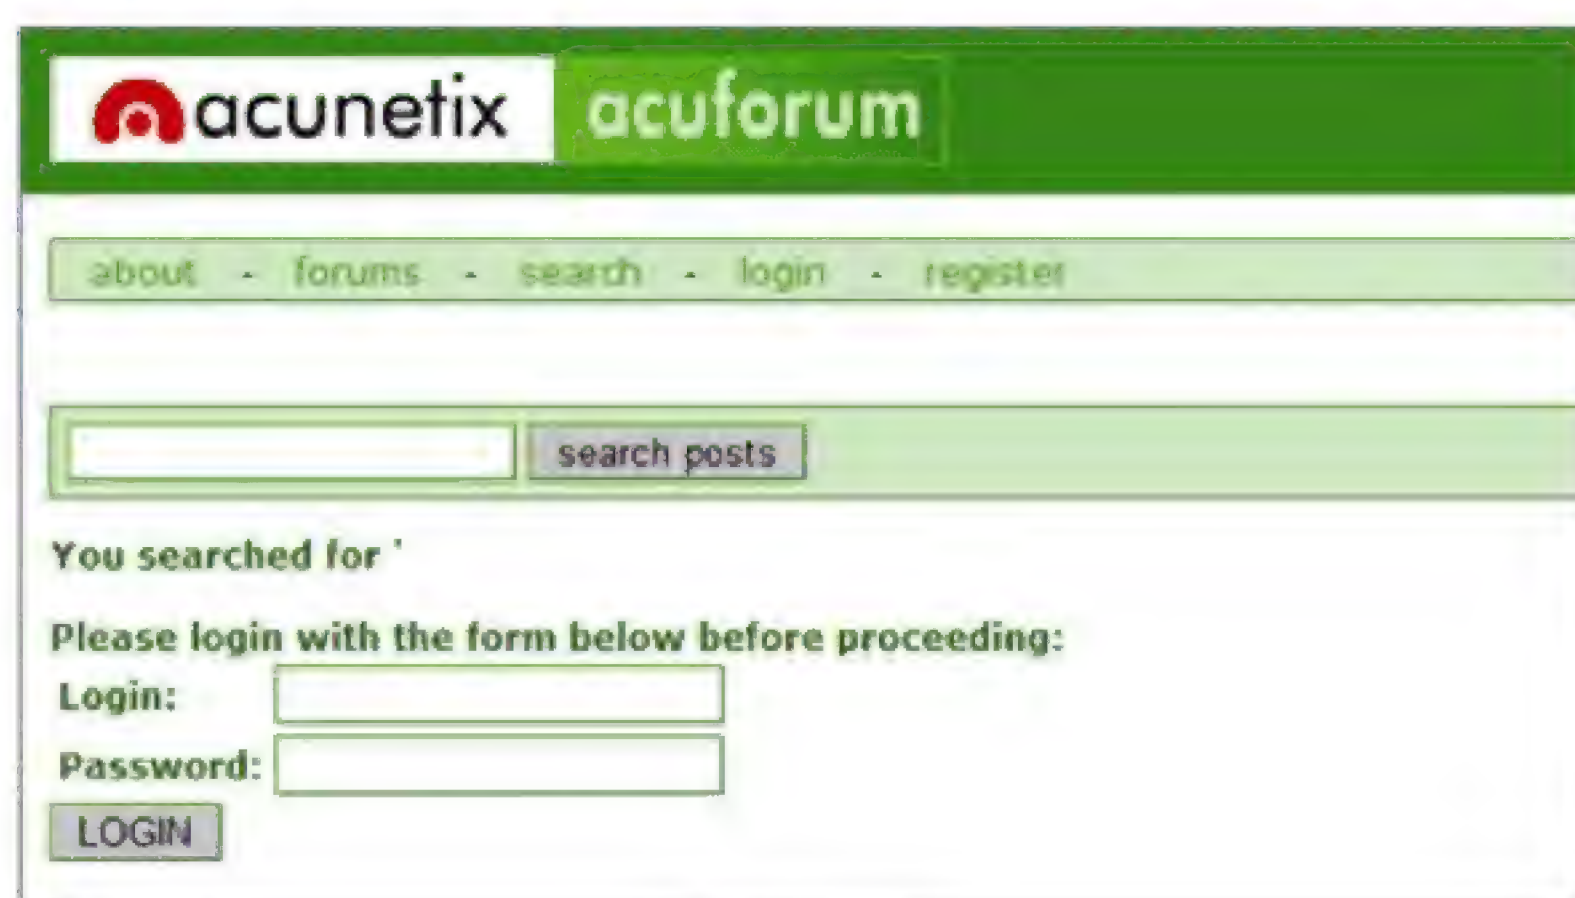 acunetix acuforum
about - forums - search - login - register
search posts
You searched for '
Please login with the form below before proceeding:
Login:
Password:
LOGIN